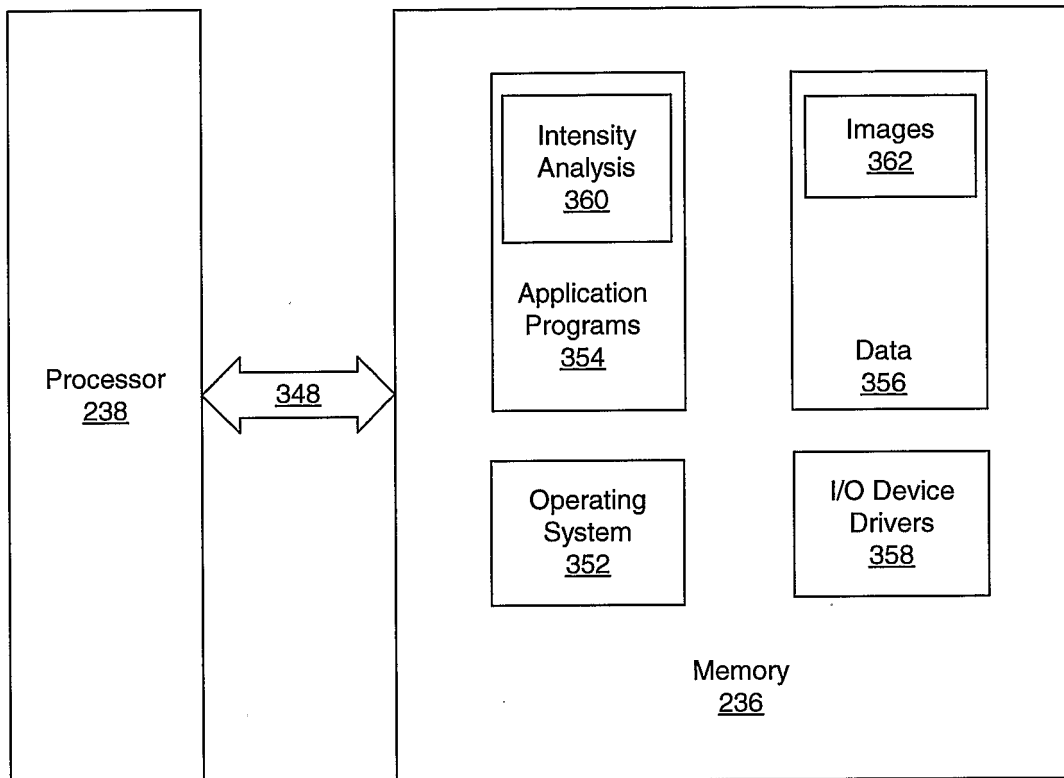 Processor
238
348
Intensity
Analysis
360
Application
Programs
354
Images
362
Data
356
Operating
System
352
I/O Device
Drivers
358
Memory
236